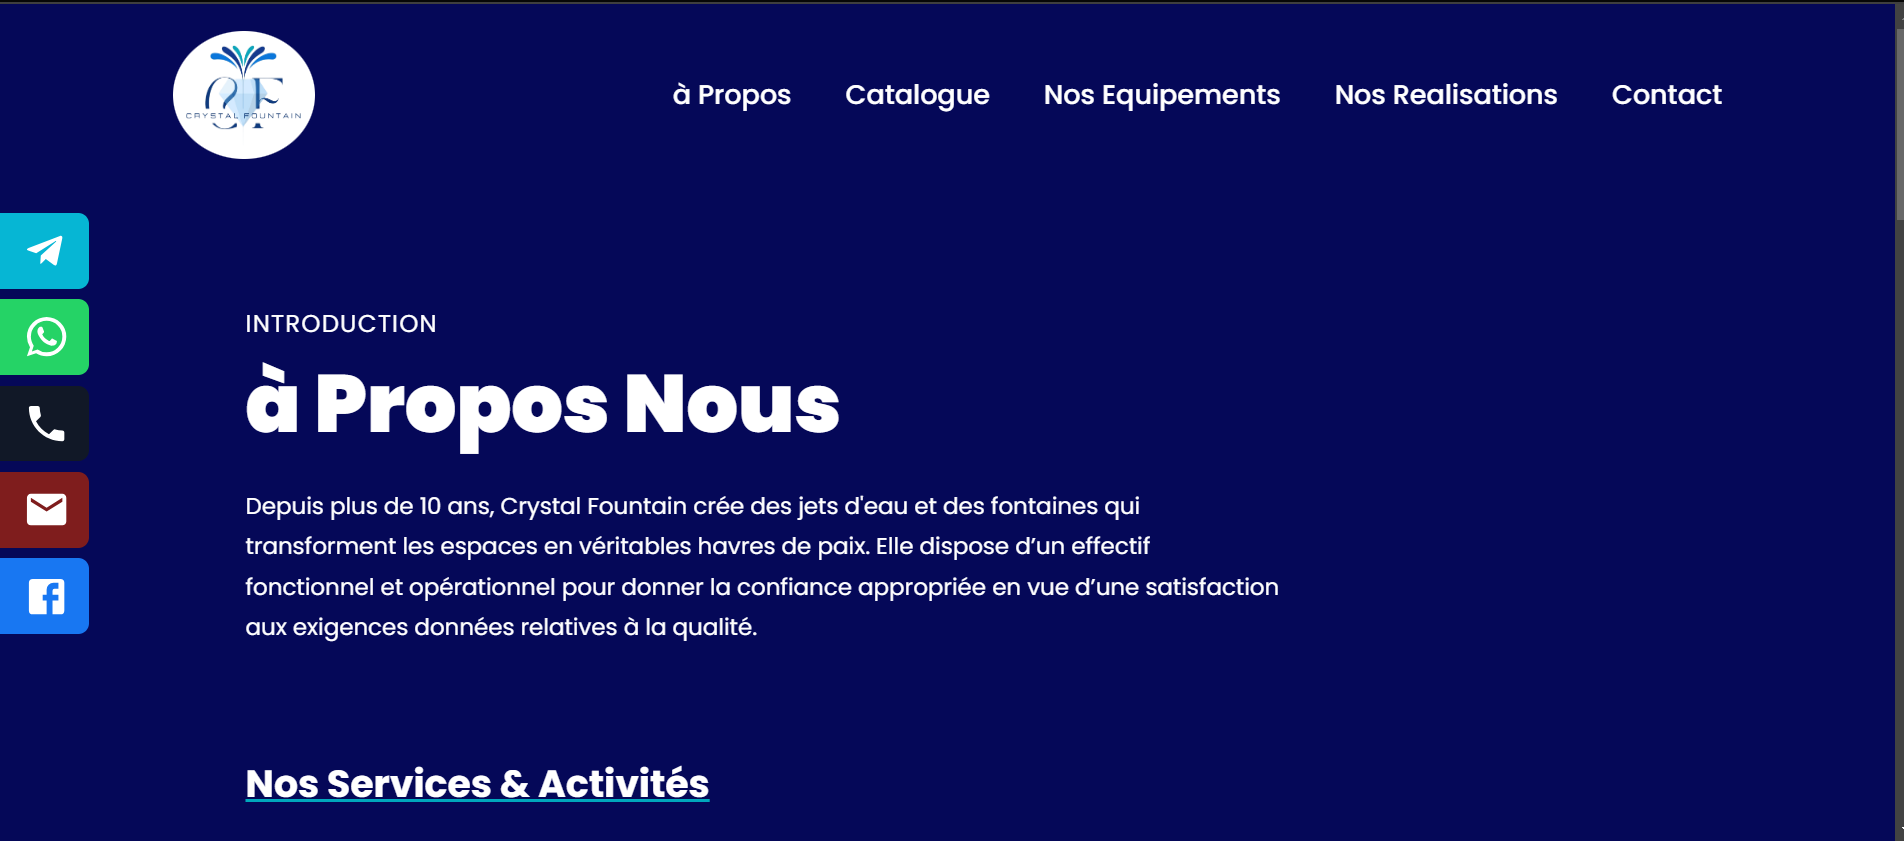 CF
CRYSTAL FOUNTAIN
à Propos Catalogue Nos Equipements Nos Realisations Contact
INTRODUCTION
à Propos Nous
Depuis plus de 10 ans, Crystal Fountain crée des jets d'eau et des fontaines qui
transforment les espaces en véritables havres de paix. Elle dispose d’un effectif
fonctionnel et opérationnel pour donner la confiance appropriée en vue d’une satisfaction
aux exigences données relatives à la qualité.
Nos Services & Activités